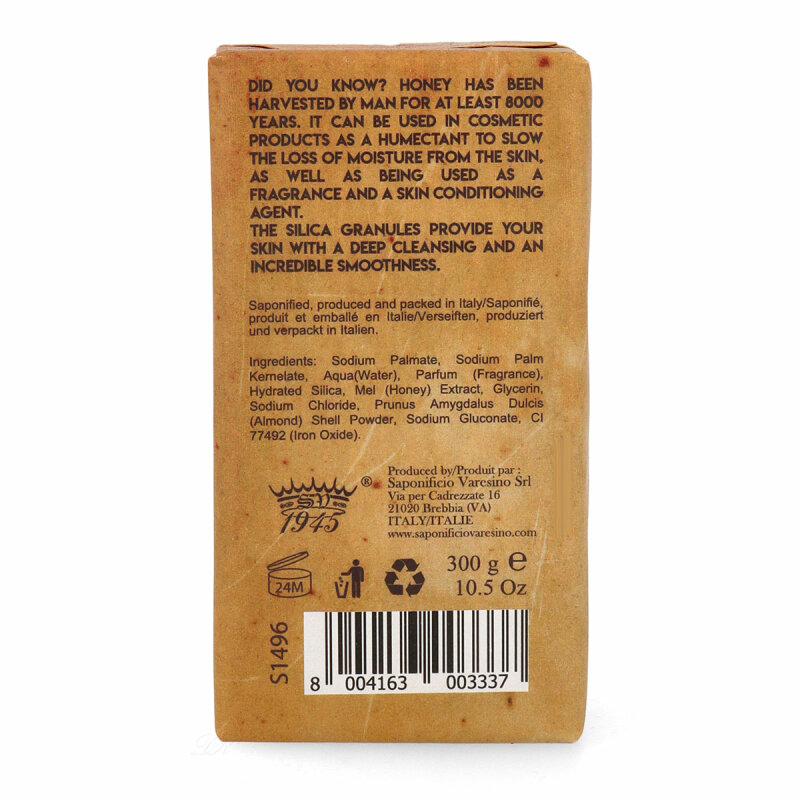 DID YOU KNOW? HONEY HAS BEEN
HARVESTED BY MAN FOR AT LEAST 8000
YEARS. IT CAN BE USED IN COSMETIC
PRODUCTS AS A HUMECTANT TO SLOW
THE LOSS OF MOISTURE FROM THE SKIN,
AS WELL AS BEING USED AS A
FRAGRANCE AND A SKIN CONDITIONING
AGENT.
THE SILICA GRANULES PROVIDE YOUR
SKIN WITH A DEEP CLEANSING AND AN
INCREDIBLE SMOOTHNESS.
Saponified, produced and packed in Italy/Saponifié,
produit et emballé en Italie/Verseiften, produziert
und verpackt in Italien.
Ingredients: Sodium Palmate, Sodium Palm
Kernelate, Aqua(Water), Parfum (Fragrance),
Hydrated Silica, Mel (Honey) Extract, Glycerin,
Sodium Chloride, Prunus Amygdalus Dulcis
(Almond) Shell Powder, Sodium Gluconate, CI
77492 (Iron Oxide).
SV ®
1945
Produced by/Produit par :
Saponificio Varesino Srl
Via per Cadrezzate 16
21020 Brebbia (VA)
ITALY/ITALIE
www.saponificiovaresino.com
24M
300 g e
10.5 Oz
S1496
8 004163 003337